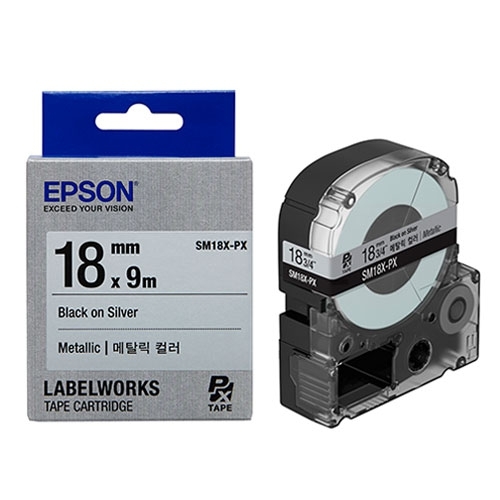 EPSON
EXCEED YOUR VISION
SM18X-PX
18 mm x 9m
Black on Silver
Metallic | 메탈릭 컬러
LABELWORKS
TAPE CARTRIDGE
PX
TAPE
18 3/4"
SM18X-PX
PX
TAPE
18 3/4"
Black on Silver
메탈릭 컬러
Metallic
SM18X-PX